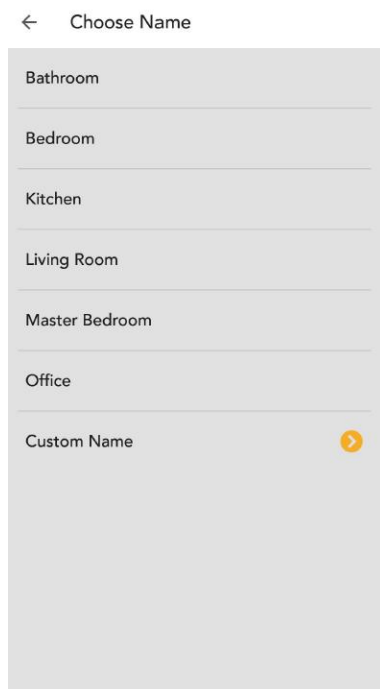 Choose Name
Bathroom
Bedroom
Kitchen
Living Room
Master Bedroom
Office
Custom Name